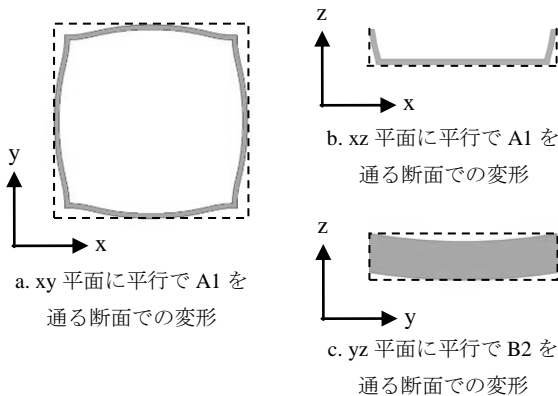 y
x
a. xy 平面に平行で A1 を
通る断面での変形
z
x
b. xz 平面に平行で A1 を
通る断面での変形
z
y
c. yz 平面に平行で B2 を
通る断面での変形